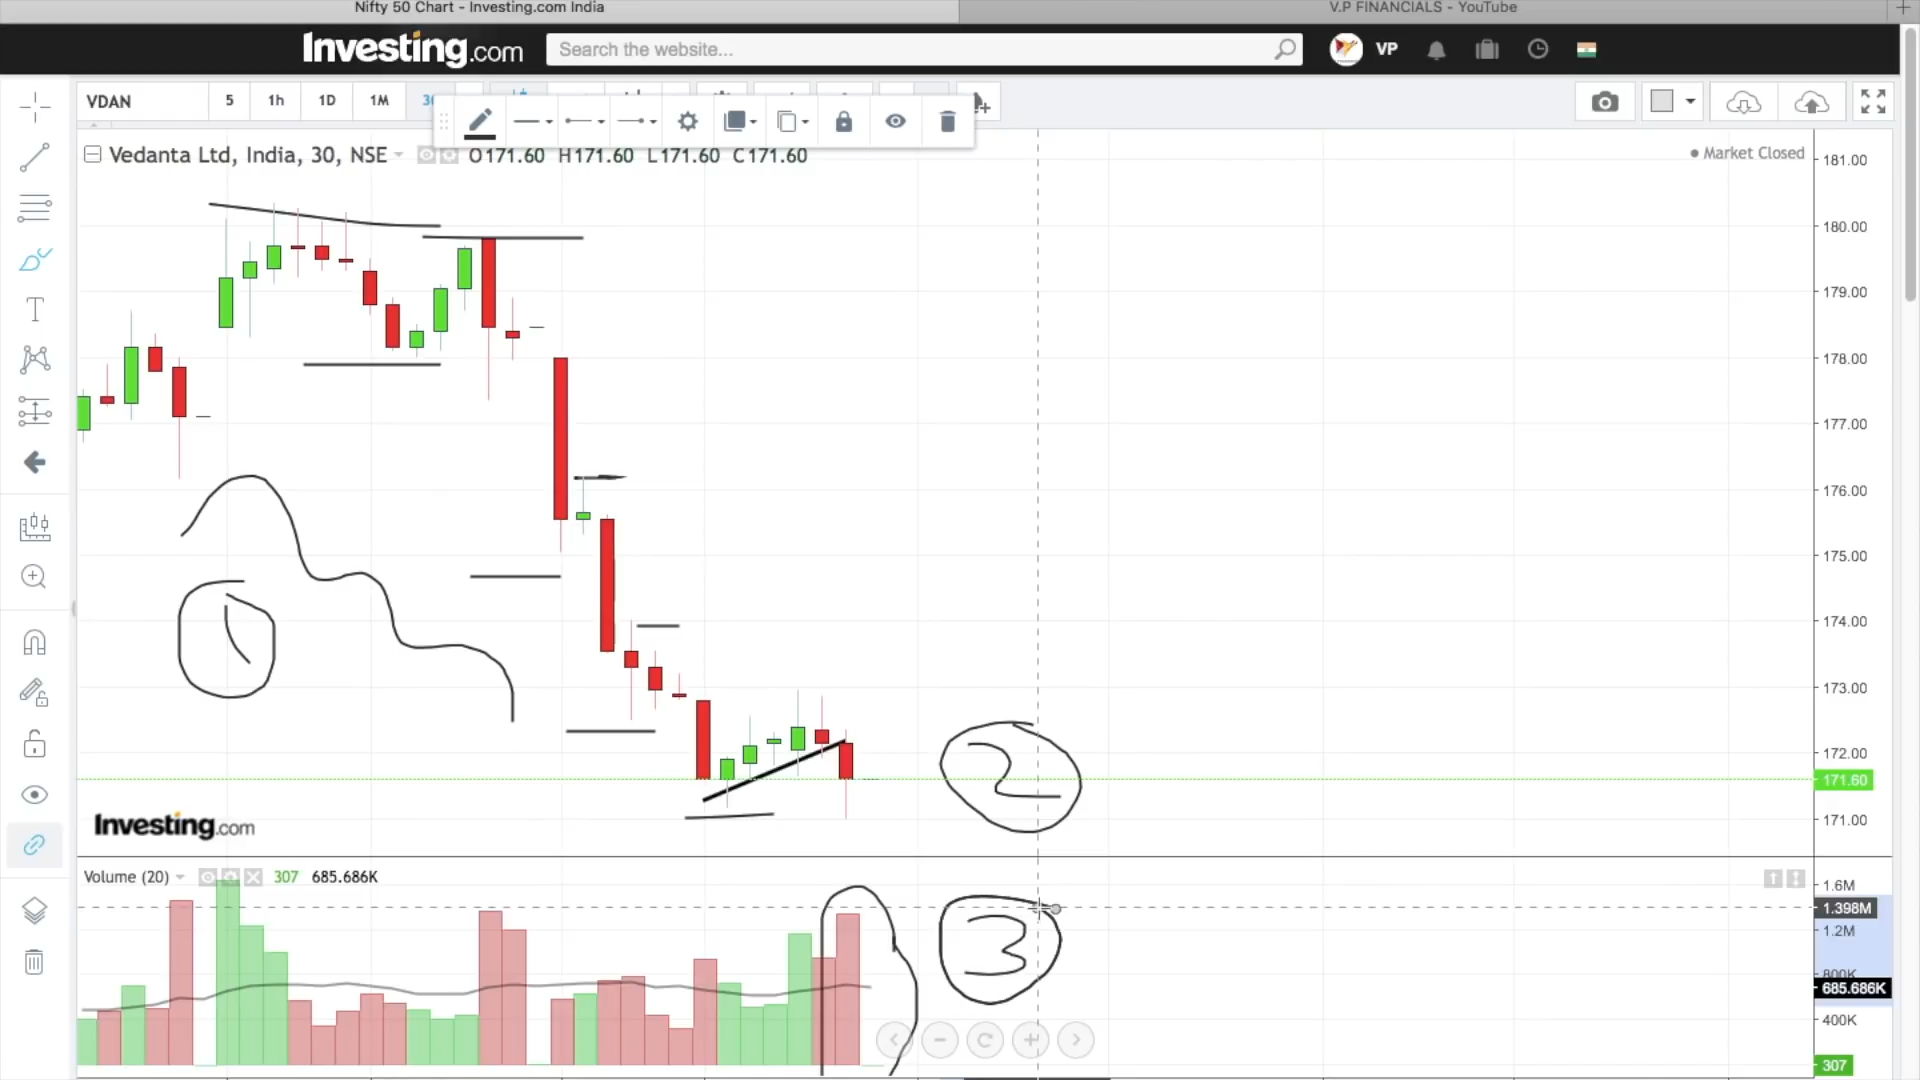 Nifty 50 Chart - Investing.com India
V.P FINANCIALS - YouTube
Investing.com
Search the website...
VP
VDAN
5
1h
1D
1M
Vedanta Ltd, India, 30, NSE
O171.60 H171.60 L171.60 C171.60
Market Closed
181.00
180.00
179.00
178.00
177.00
176.00
175.00
174.00
173.00
172.00
171.60
171.00
1
2
Investing.com
Volume (20)
307
685.686K
1.6M
1.398M
1.2M
800K
685.686K
400K
307
3